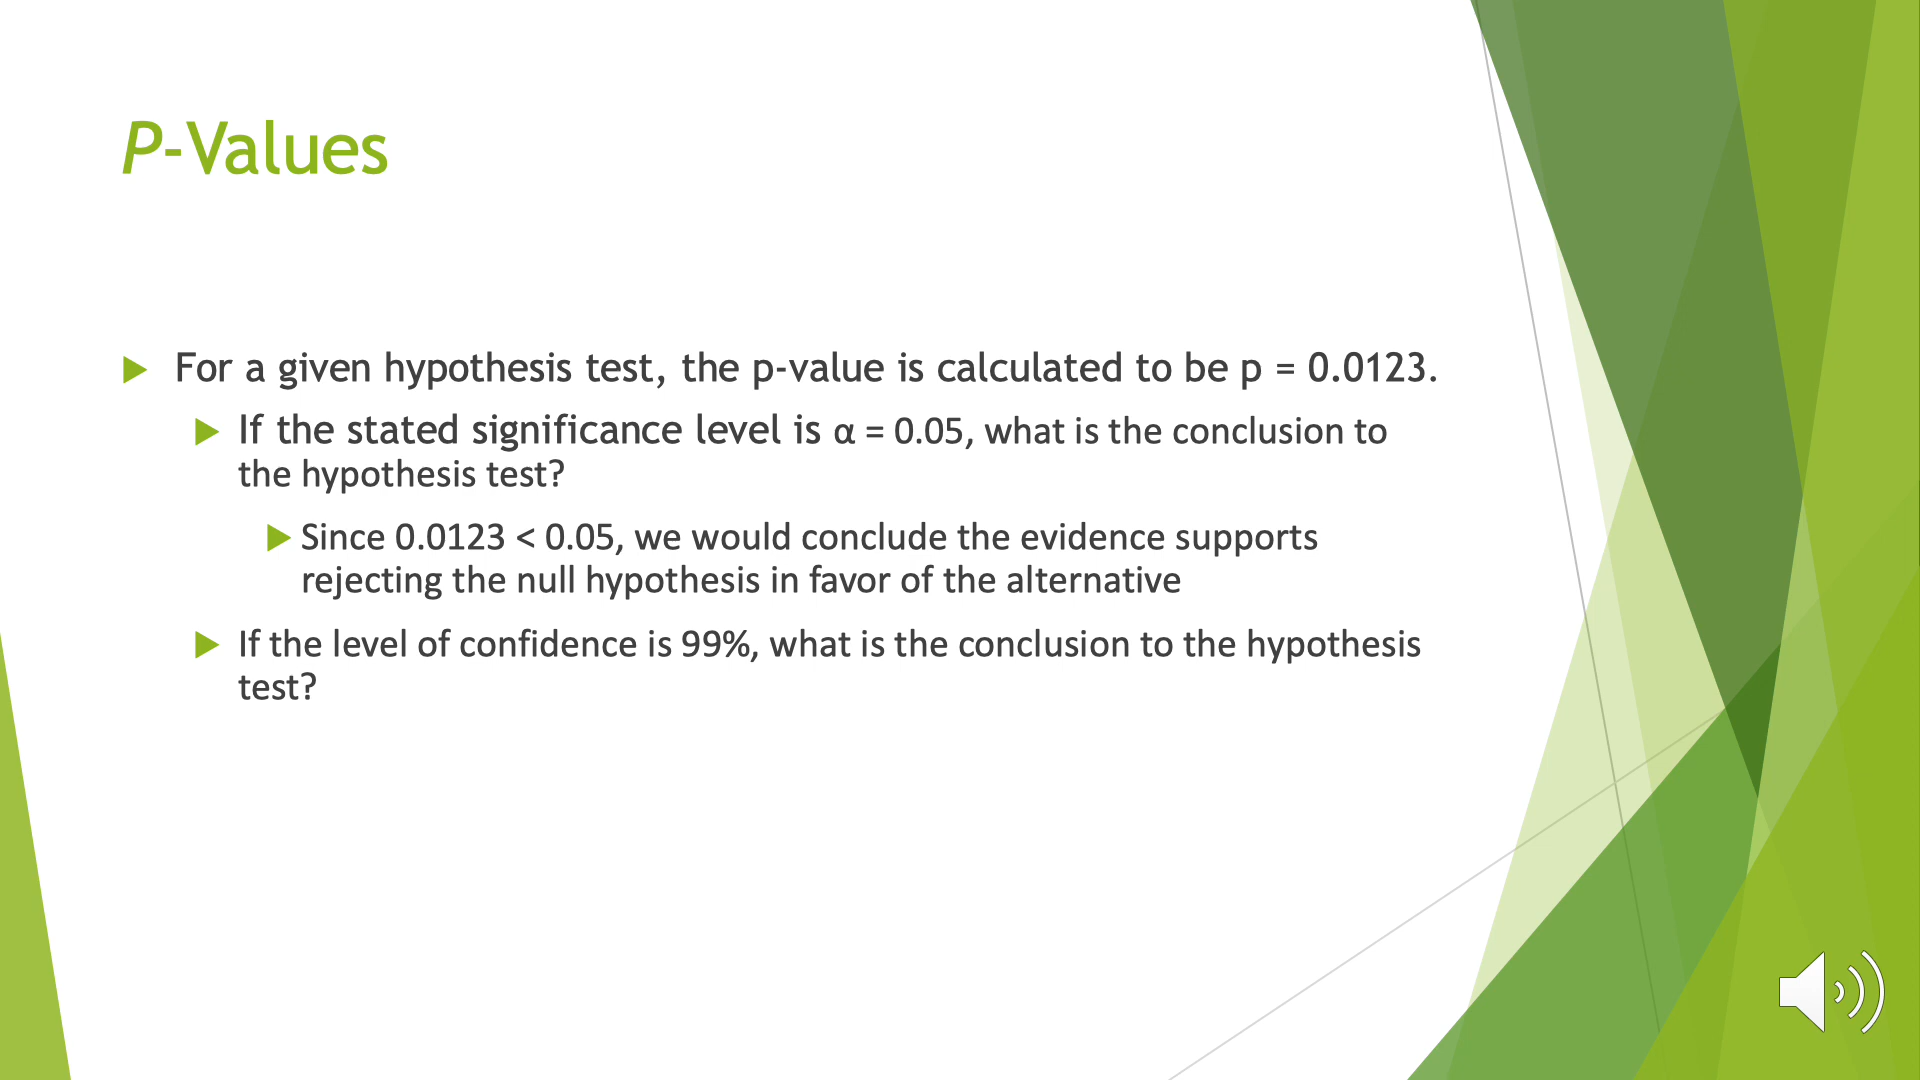 P-Values
For a given hypothesis test, the p-value is calculated to be p = 0.0123.
If the stated significance level is α = 0.05, what is the conclusion to
the hypothesis test?
Since 0.0123 < 0.05, we would conclude the evidence supports
rejecting the null hypothesis in favor of the alternative
If the level of confidence is 99%, what is the conclusion to the hypothesis
test?